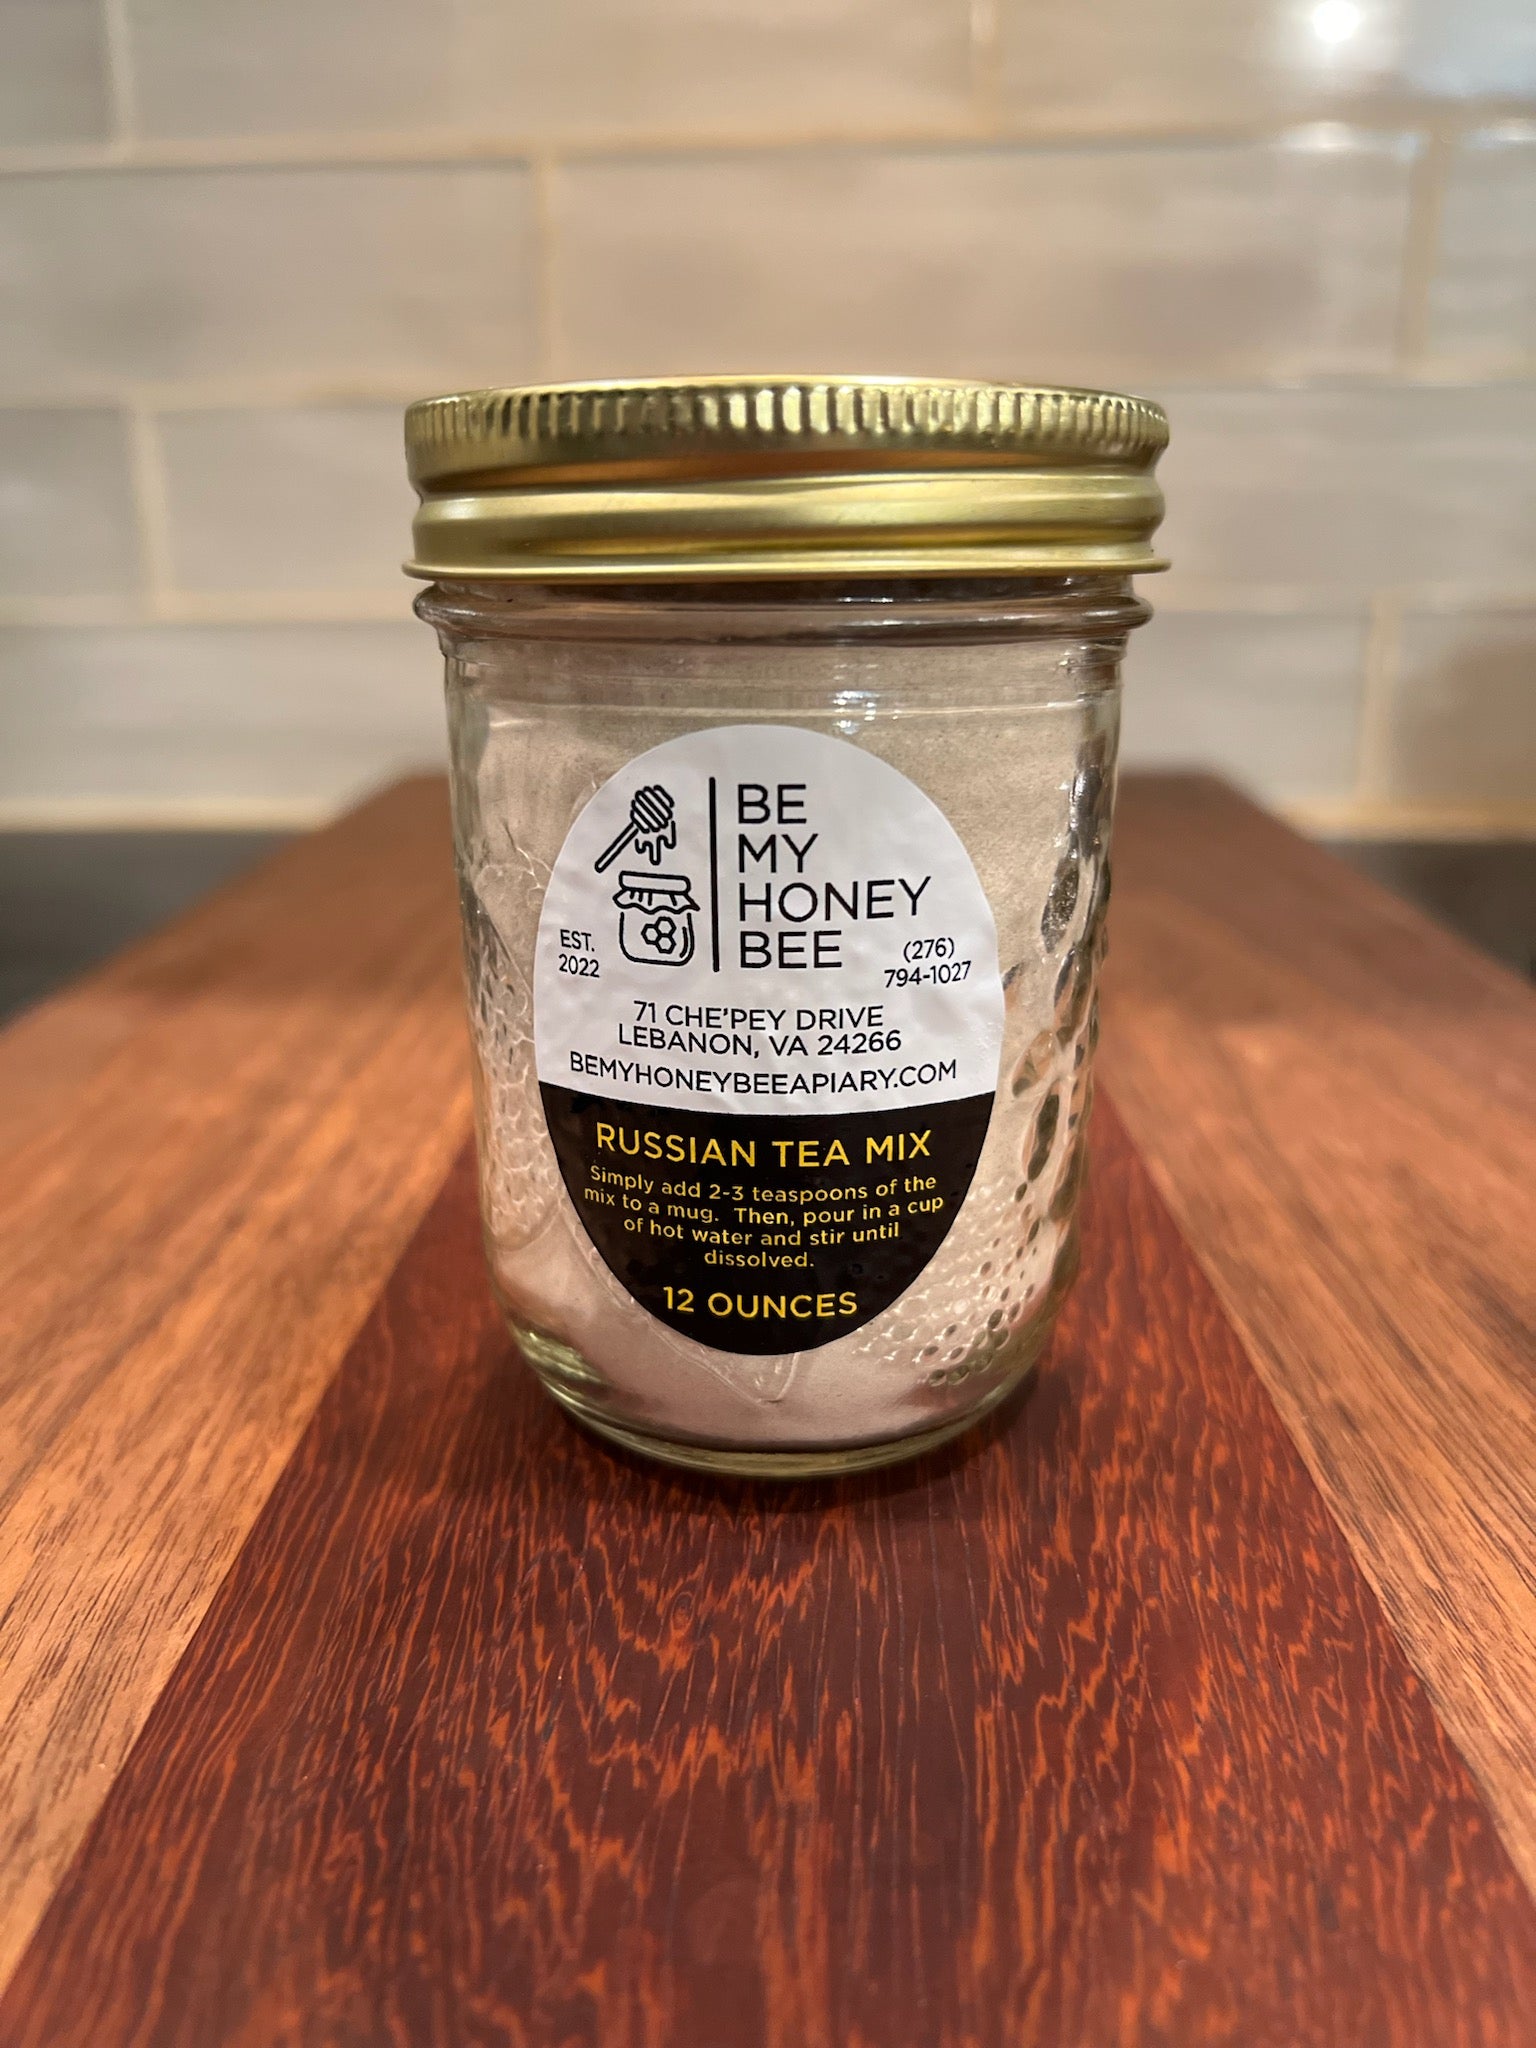 BE
MY
HONEY
BEE
EST.
2022
(276)
794-1027
71 CHE'PEY DRIVE
LEBANON, VA 24266
BEMYHONEYBEEAPIARY.COM
RUSSIAN TEA MIX
Simply add 2-3 teaspoons of the
mix to a mug. Then, pour in a cup
of hot water and stir until
dissolved.
12 OUNCES